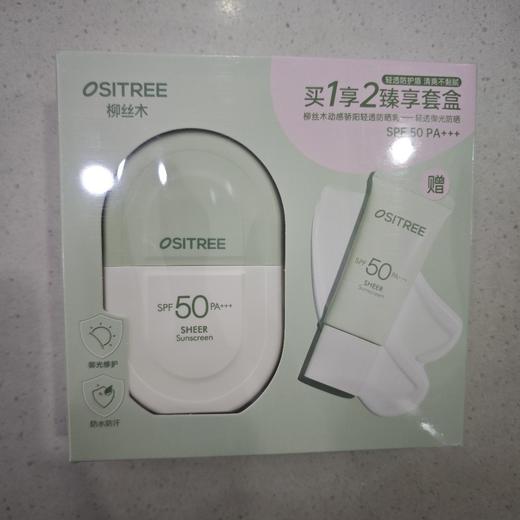 OSITREE
柳丝木
轻透防护盾 清爽不黏腻
买1享2臻享套盒
柳丝木动感骄阳轻透防晒乳——轻透御光防晒
SPF 50 PA+++
赠
OSITREE
SPF 50 PA+++
SHEER
Sunscreen
OSITREE
SPF 50 PA+++
SHEER
Sunscreen
御光修护
防水防汗